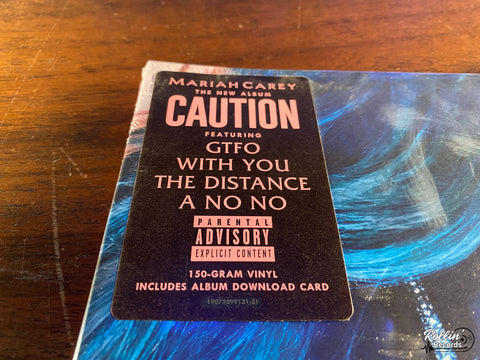 MARIAH CAREY
THE NEW ALBUM
CAUTION
FEATURING
GTFO
WITH YOU
THE DISTANCE
A NO NO
PARENTAL
ADVISORY
EXPLICIT CONTENT
150-GRAM VINYL
INCLUDES ALBUM DOWNLOAD CARD
Rollin'
Records